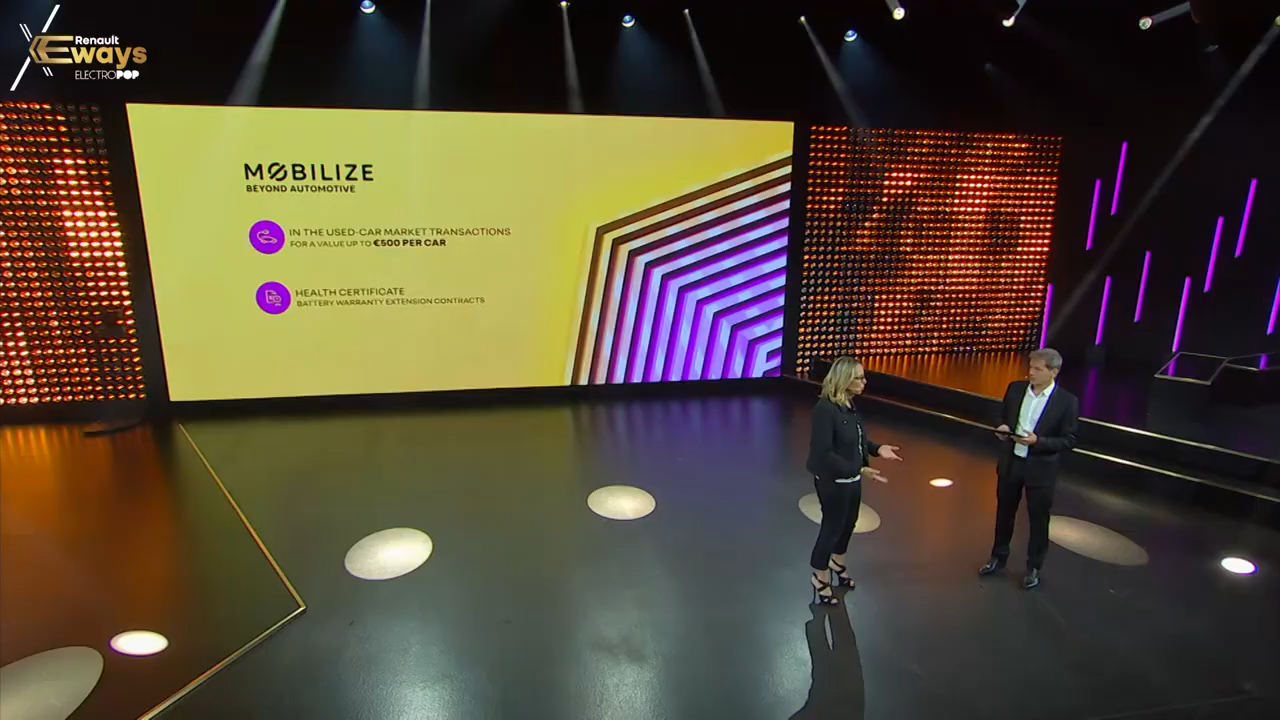 Renault
Eways
ELECTROPOP
MØBILIZE
BEYOND AUTOMOTIVE
IN THE USED-CAR MARKET TRANSACTIONS
FOR A VALUE UP TO €500 PER CAR
HEALTH CERTIFICATE
BATTERY WARRANTY EXTENSION CONTRACTS